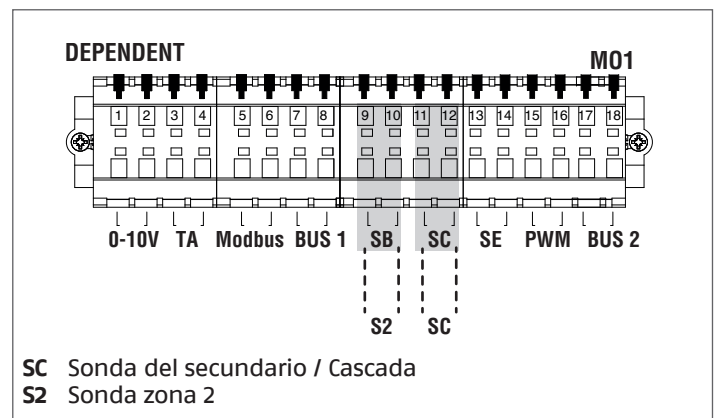 DEPENDENT
M01
1 2 3 4 5 6 7 8 9 10 11 12 13 14 15 16 17 18
0-10V TA Modbus BUS 1 SB SC SE PWM BUS 2
S2 SC
SC Sonda del secundario / Cascada
S2 Sonda zona 2